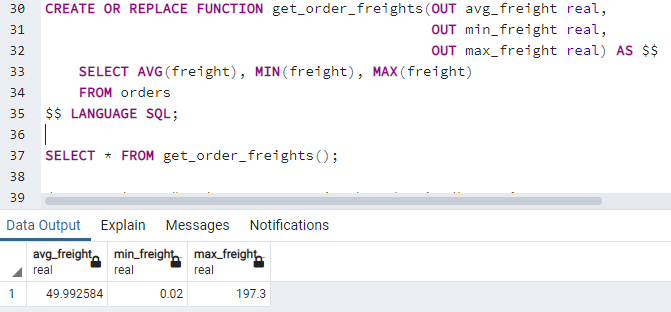 30 CREATE OR REPLACE FUNCTION get_order_freights(OUT avg_freight real,
31 OUT min_freight real,
32 OUT max_freight real) AS $$
33 SELECT AVG(freight), MIN(freight), MAX(freight)
34 FROM orders
35 $$ LANGUAGE SQL;
36
37 SELECT * FROM get_order_freights();
38
39
Data Output Explain Messages Notifications
avg_freight min_freight max_freight
real real real
1 49.992584 0.02 197.3